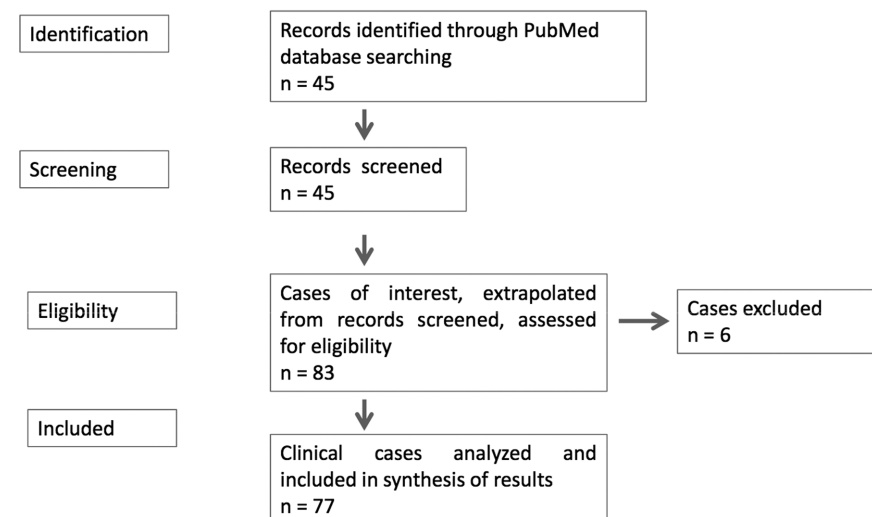 Identification
Records identified through PubMed
database searching
n = 45
Screening
Records screened
n = 45
Eligibility
Cases of interest, extrapolated
from records screened, assessed
for eligibility
n = 83
Cases excluded
n = 6
Included
Clinical cases analyzed and
included in synthesis of results
n = 77